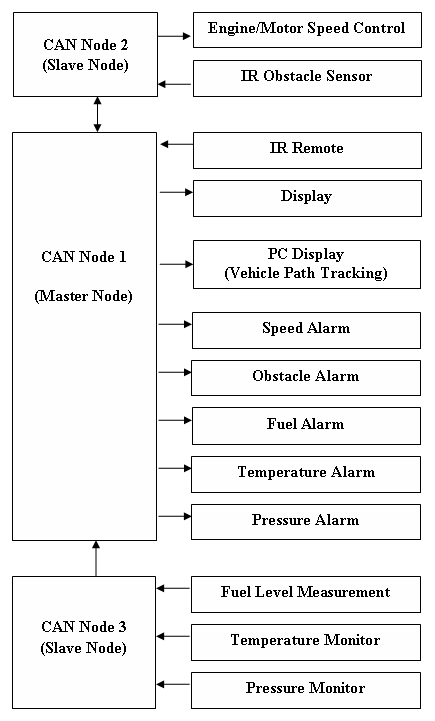 CAN Node 2
(Slave Node)
Engine/Motor Speed Control
IR Obstacle Sensor
CAN Node 1
(Master Node)
IR Remote
Display
PC Display
(Vehicle Path Tracking)
Speed Alarm
Obstacle Alarm
Fuel Alarm
Temperature Alarm
Pressure Alarm
CAN Node 3
(Slave Node)
Fuel Level Measurement
Temperature Monitor
Pressure Monitor